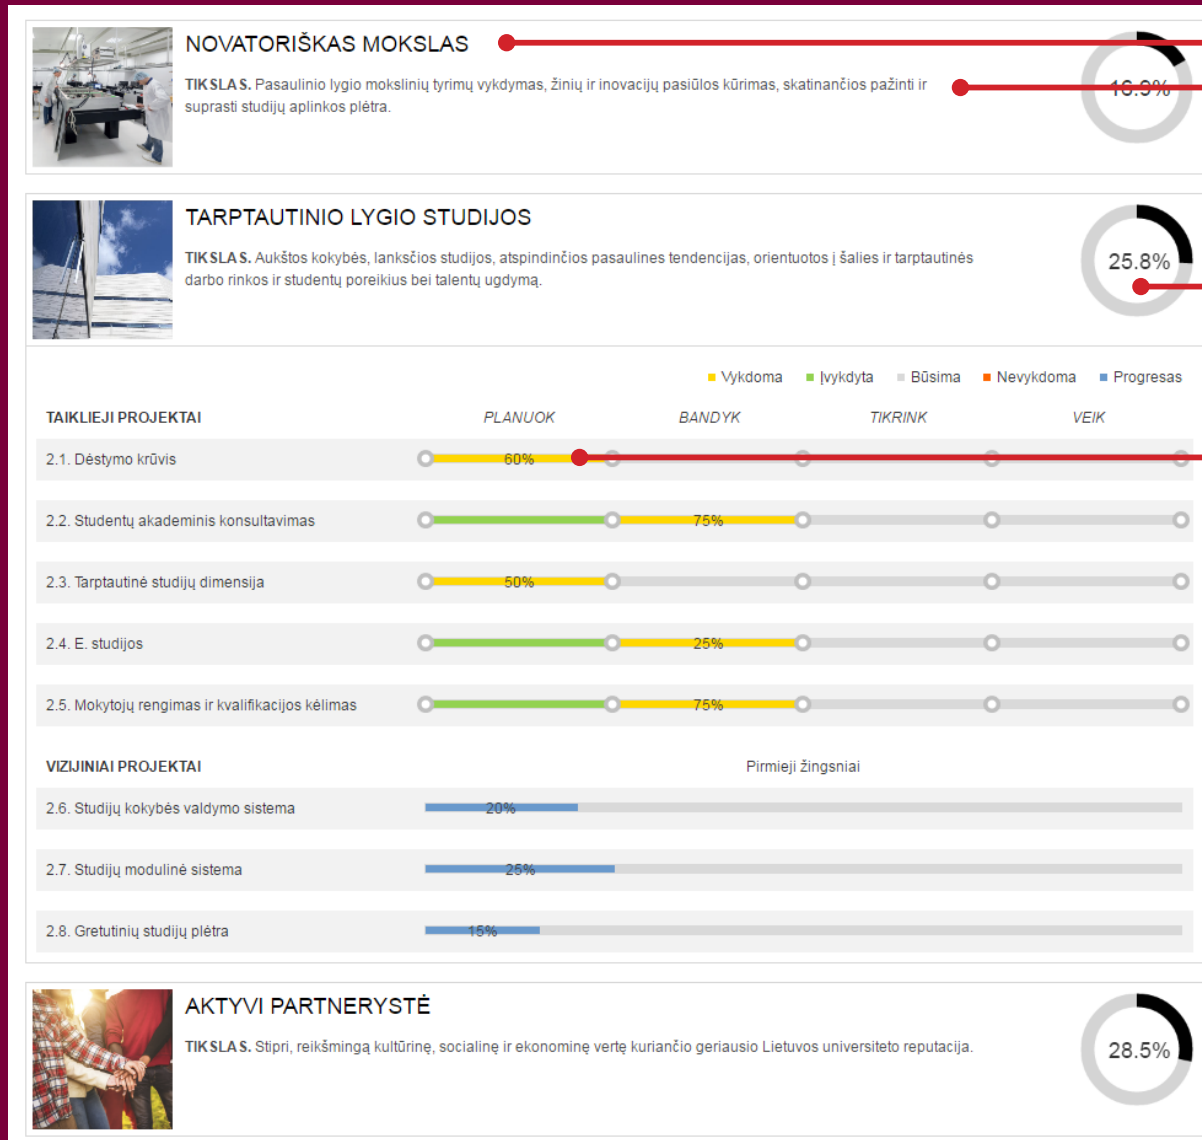 NOVATORIŠKAS MOKSLAS
TIKSLAS. Pasaulinio lygio mokslinių tyrimų vykdymas, žinių ir inovacijų pasiūlos kūrimas, skatinančios pažinti ir
suprasti studijų aplinkos plėtra.
16.9%
TARPTAUTINIO LYGIO STUDIJOS
TIKSLAS. Aukštos kokybės, lanksčios studijos, atspindinčios pasaulines tendencijas, orientuotos į šalies ir tarptautinės
darbo rinkos ir studentų poreikius bei talentų ugdymą.
25.8%
Vykdoma Įvykdyta Būsima Nevykdoma Progresas
TAIKLIEJI PROJEKTAI PLANUOK BANDYK TIKRINK VEIK
2.1. Dėstymo krūvis 60%
2.2. Studentų akademinis konsultavimas 75%
2.3. Tarptautinė studijų dimensija 50%
2.4. E. studijos 25%
2.5. Mokytojų rengimas ir kvalifikacijos kėlimas 75%
VIZIJINIAI PROJEKTAI Pirmieji žingsniai
2.6. Studijų kokybės valdymo sistema 20%
2.7. Studijų modulinė sistema 25%
2.8. Gretutinių studijų plėtra 15%
AKTYVI PARTNERYSTĖ
TIKSLAS. Stipri, reikšmingą kultūrinę, socialinę ir ekonominę vertę kuriančio geriausio Lietuvos universiteto reputacija.
28.5%